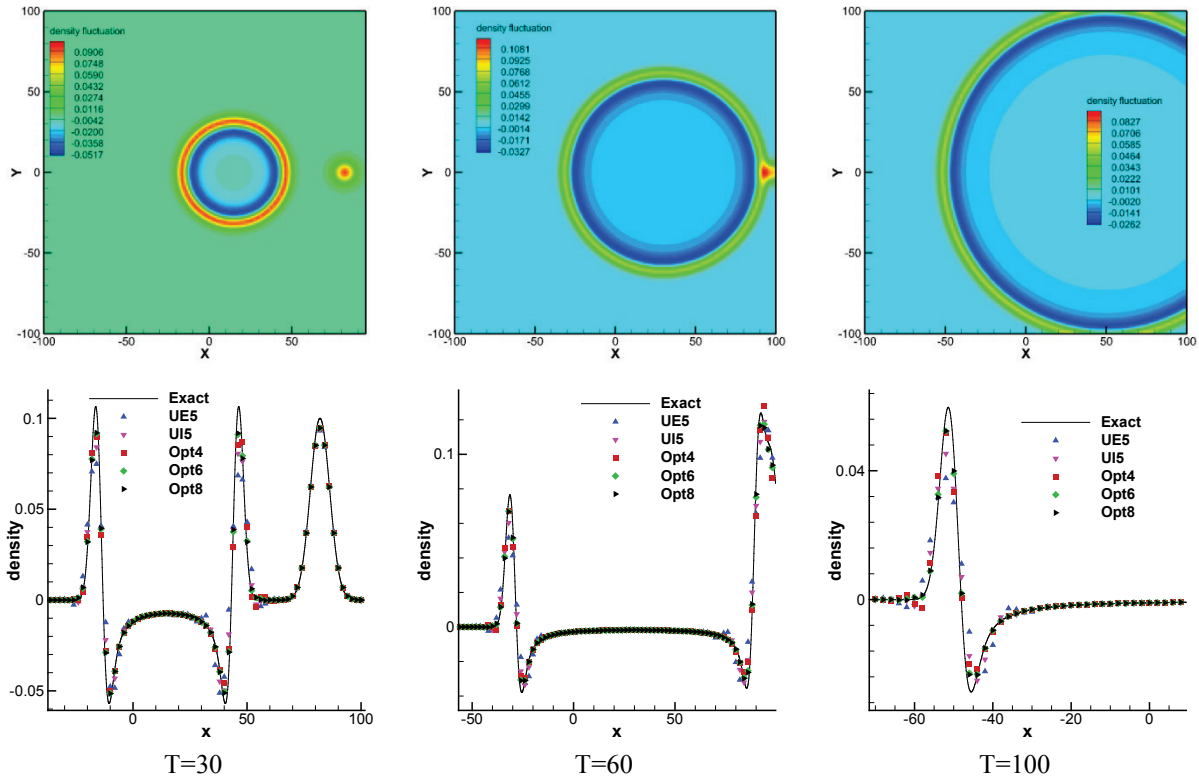 density fluctuation
0.0906
0.0748
0.0590
0.0432
0.0274
0.0116
-0.0042
-0.0200
-0.0358
-0.0517
100
50
0
-50
-100
Y
-100
-50
0
50
X
density fluctuation
0.1081
0.0925
0.0768
0.0612
0.0455
0.0299
0.0142
-0.0014
-0.0171
-0.0327
100
50
0
-50
-100
Y
-100
-50
0
50
100
X
density fluctuation
0.0827
0.0706
0.0585
0.0464
0.0343
0.0222
0.0101
-0.0020
-0.0141
-0.0262
100
50
0
-50
-100
Y
-100
-50
0
50
100
X
Exact
UE5
UI5
Opt4
Opt6
Opt8
0.1
0.05
0
-0.05
density
0
50
100
x
T=30
Exact
UE5
UI5
Opt4
Opt6
Opt8
0.1
0
density
-50
0
50
x
T=60
Exact
UE5
UI5
Opt4
Opt6
Opt8
0.04
0
density
-60
-40
-20
0
x
T=100